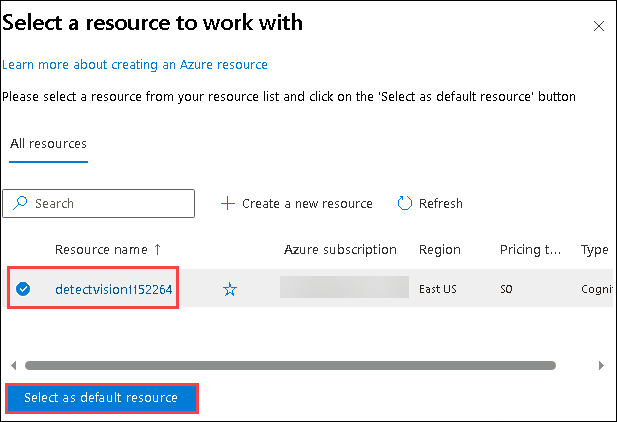 Select a resource to work with
Learn more about creating an Azure resource
Please select a resource from your resource list and click on the 'Select as default resource' button
All resources
Search Create a new resource Refresh
Resource name ↑ Azure subscription Region Pricing t... Type
detectvision1152264 East US S0 Cogni
Select as default resource